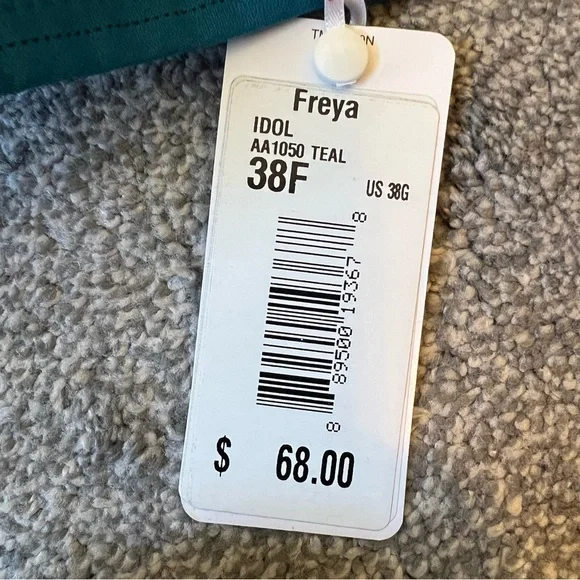 Freya
IDOL
AA1050 TEAL
38F US 38G
8 89500 19367 8
$ 68.00